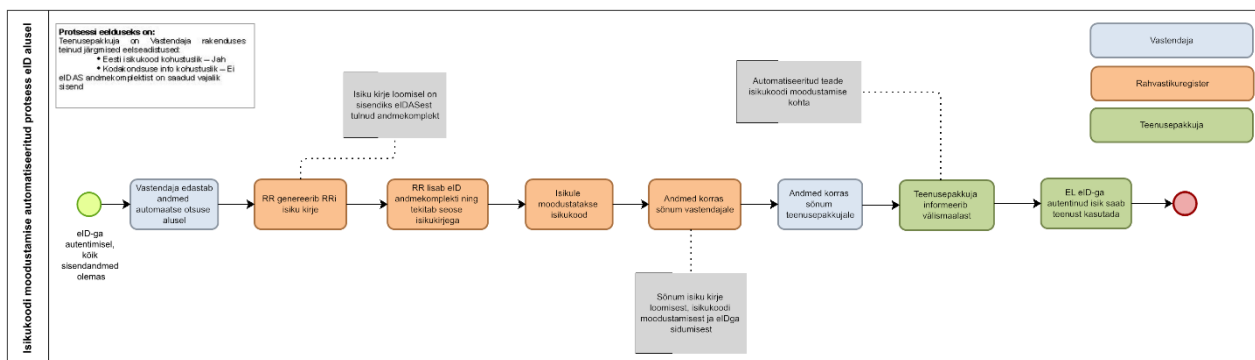 Isikukoodi moodustamise automatiseeritud protsess eID alusel
Protsessi eelduseks on:
Teenusepakkuja on Vastendaja rakenduses
teinud järgmised eelseadistused:
• Eesti isikukood kohustuslik – Jah
• Kodakondsuse info kohustuslik – Ei
eIDAS andmekomplektist on saadud vajalik
sisend
Vastendaja
Rahvastikuregister
Teenusepakkuja
Isiku kirje loomisel on
sisendiks eIDASest
tulnud andmekomplekt
Automatiseeritud teade
isikukoodi moodustamise
kohta
eID-ga
autentimisel,
kõik
sisendandmed
olemas
Vastendaja edastab
andmed
automaatse otsuse
alusel
RR genereerib RRi
isiku kirje
RR lisab eID
andmekomplekti ning
tekitab seose
isikukirjega
Isikule
moodustatakse
isikukood
Andmed korras
sõnum vastendajale
Andmed korras
sõnum
teenusepakkujale
Teenusepakkuja
informeerib
välismaalast
EL eID-ga
autentinud isik saab
teenust kasutada
Sõnum isiku kirje
loomisest, isikukoodi
moodustamisest ja eIDga
sidumisest